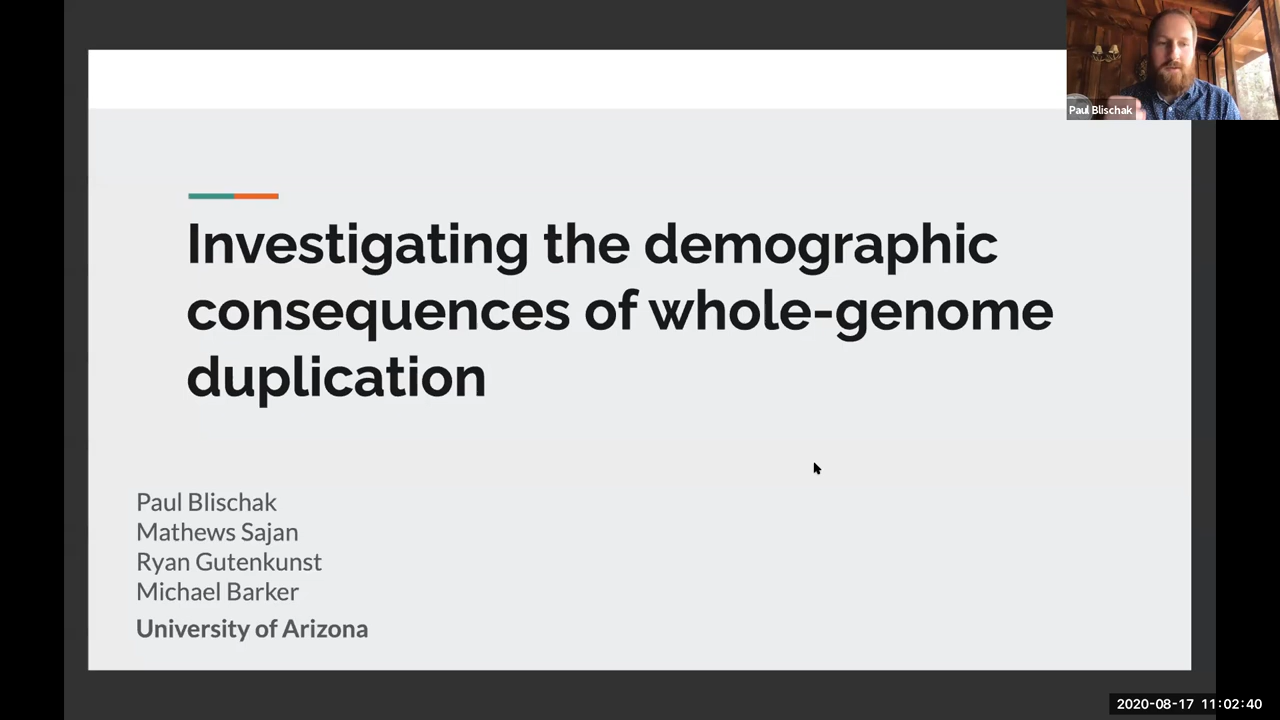 Paul Blischak
Investigating the demographic
consequences of whole-genome
duplication
Paul Blischak
Mathews Sajan
Ryan Gutenkunst
Michael Barker
University of Arizona
2020-08-17 11:02:40